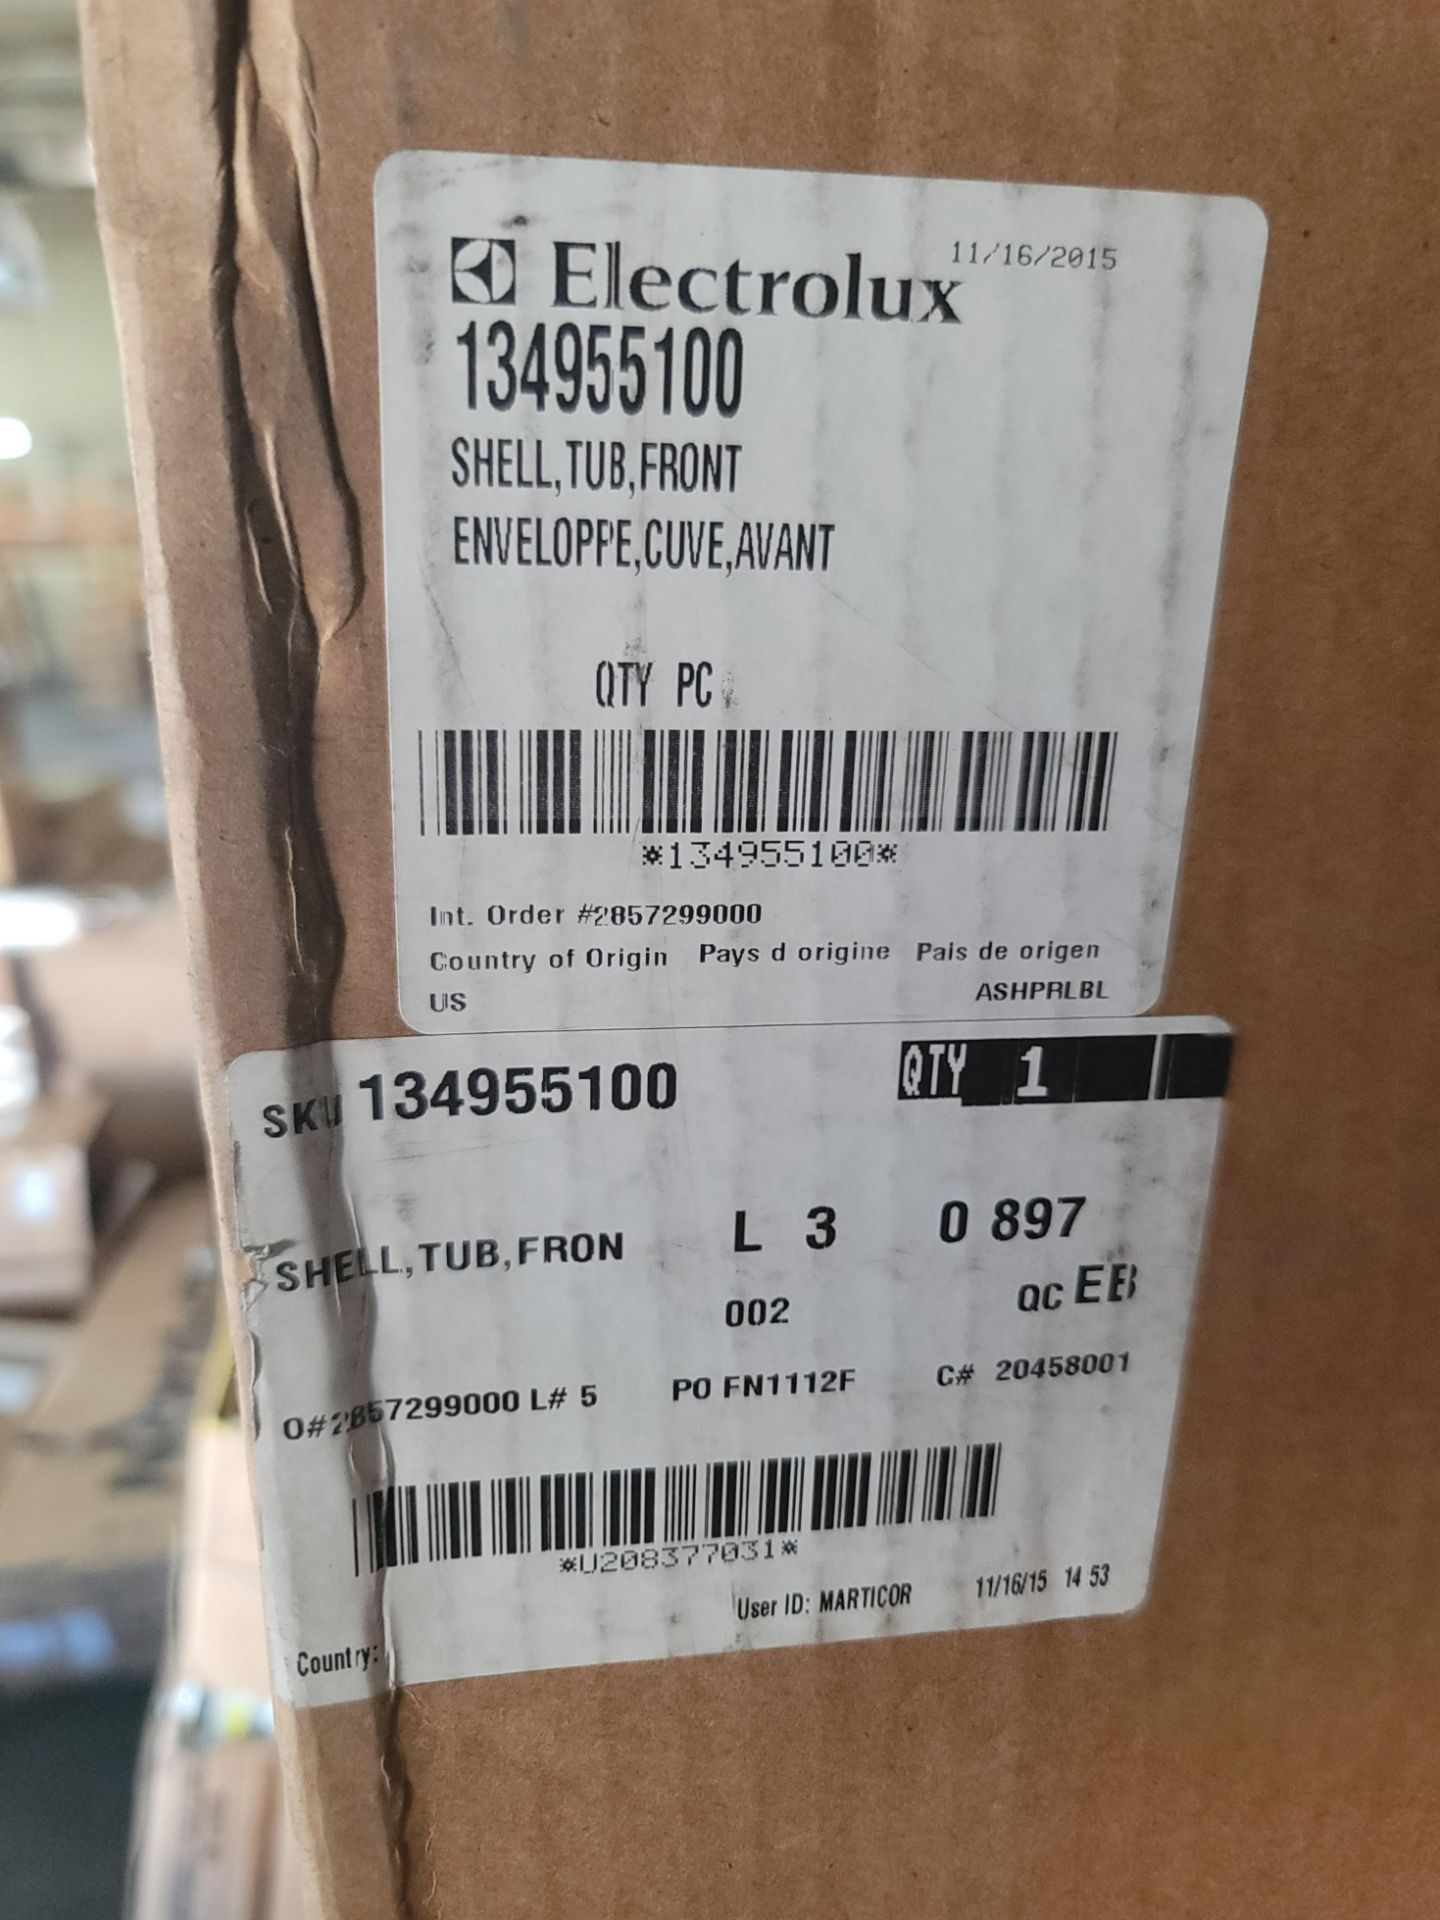 Electrolux 11/16/2015
134955100
SHELL,TUB,FRONT
ENVELOPPE,CUVE,AVANT
QTY PC
*134955100*
Int. Order #2857299000
Country of Origin Pays d origine Pais de origen
US ASHPRLBL
SKU 134955100 QTY 1
SHELL,TUB,FRON L 3 0 897
002 QC EB
O#2857299000 L# 5 PO FN1112F C# 20458001
*U208377031*
User ID: MARTICOR 11/16/15 14 53
Country: